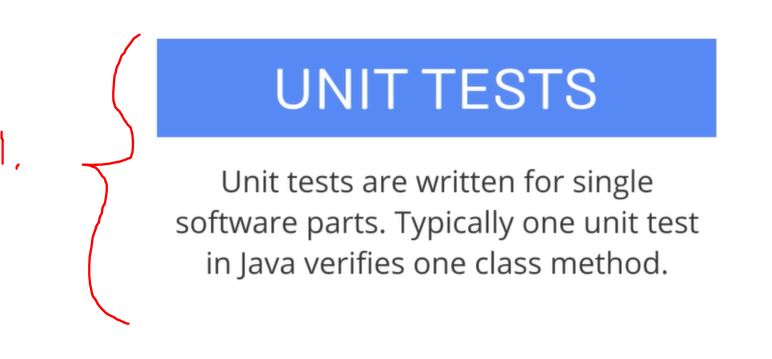 1.
UNIT TESTS
Unit tests are written for single
software parts. Typically one unit test
in Java verifies one class method.